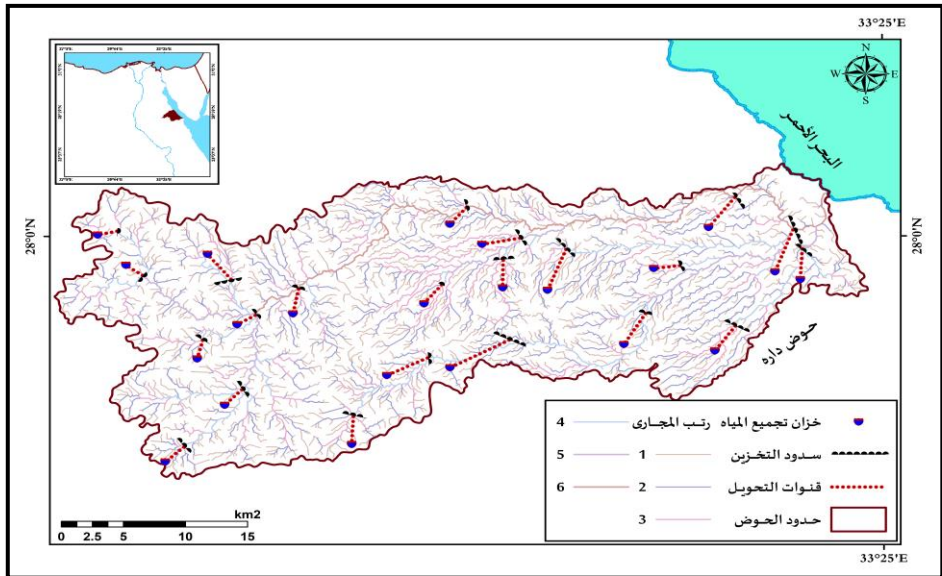 33°25'E
N
W E
S
البحر الأحمر
28°0'N
28°0'N
حوض داره
خزان تجميع المياه
سدود التخزين
قنوات التحويل
حدود الحوض
رتب المجارى
1
2
3
4
5
6
km2
0 2.5 5 10 15
33°25'E